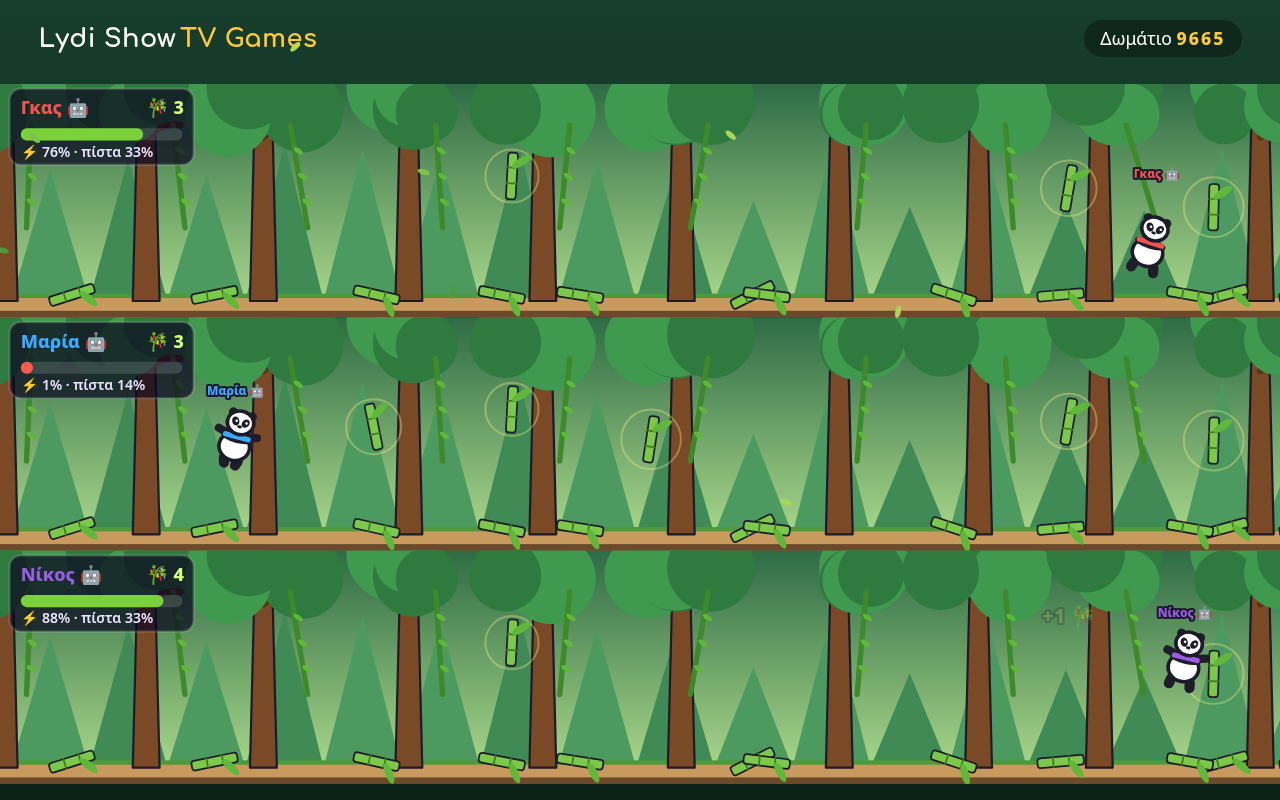 Lydi Show TV Games
Δωμάτιο 9665
Γκας 3
76% · πίστα 33%
Γκας
Μαρία 3
1% · πίστα 14%
Μαρία
Νίκος 4
88% · πίστα 33%
+1
Νίκος